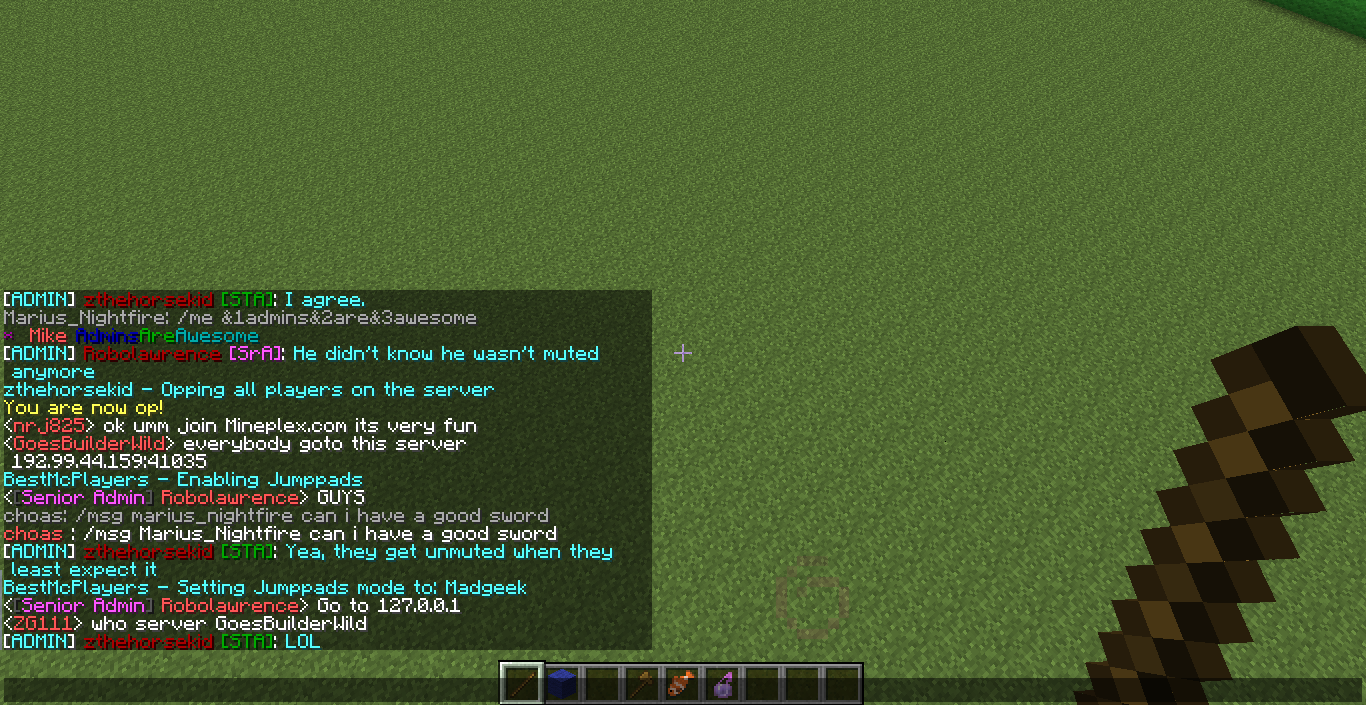 [ADMIN] zthehorsekid [STA]: I agree.
Marius_Nightfire: /me &1admins&2are&3awesome
* Mike AdminsAreAwesome
[ADMIN] Robolawrence [SrA]: He didn't know he wasn't muted
anymore
zthehorsekid - Opping all players on the server
You are now op!
<nrj825> ok umm join Mineplex.com its very fun
<GoesBuilderWild> everybody goto this server
192.99.44.159:41035
BestMcPlayers - Enabling Jumppads
<[Senior Admin] Robolawrence> GUYS
choas: /msg marius_nightfire can i have a good sword
choas : /msg Marius_Nightfire can i have a good sword
[ADMIN] zthehorsekid [STA]: Yea, they get unmuted when they
least expect it
BestMcPlayers - Setting Jumppads mode to: Madgeek
<[Senior Admin] Robolawrence> Go to 127.0.0.1
<ZG111> who server GoesBuilderWild
[ADMIN] zthehorsekid [STA]: LOL